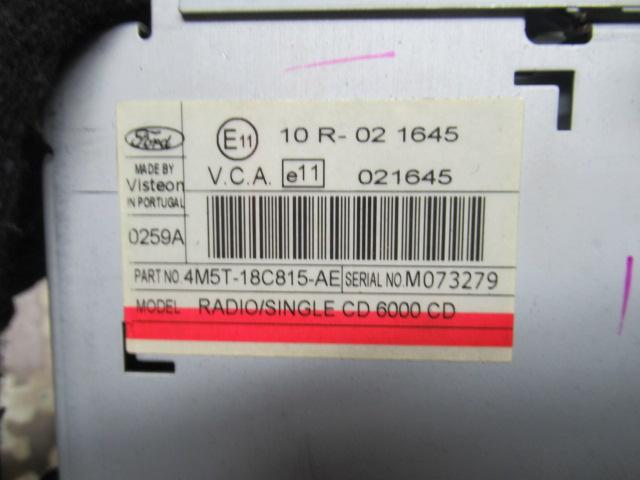 Ford E11 10 R- 02 1645
MADE BY
Visteon
IN PORTUGAL
V.C.A. e11 021645
0259A
PART NO. 4M5T-18C815-AE SERIAL NO. M073279
MODEL RADIO/SINGLE CD 6000 CD